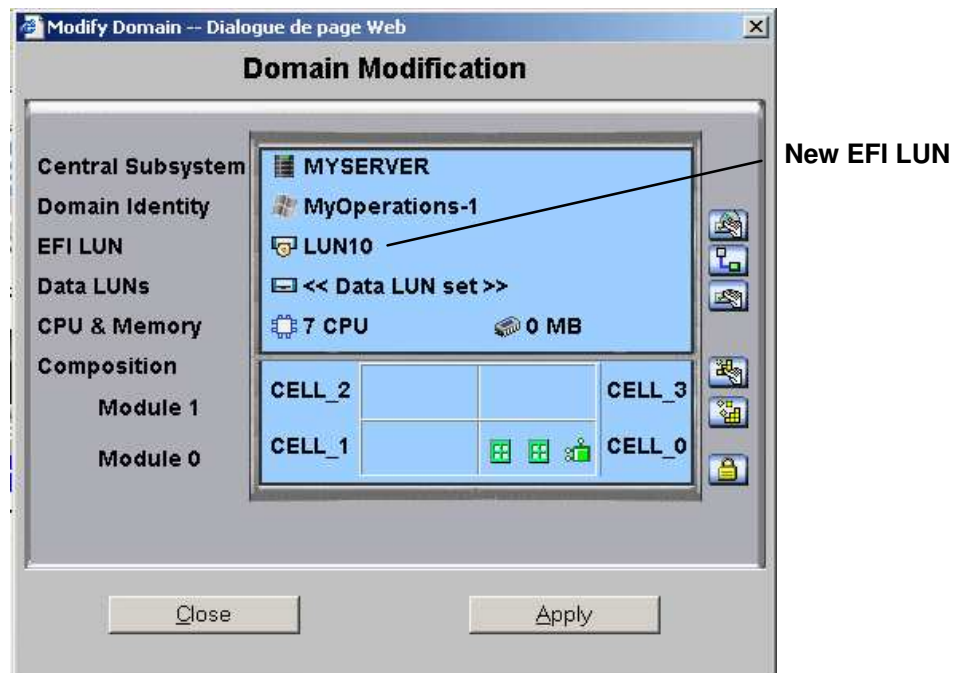 Modify Domain -- Dialogue de page Web
Domain Modification
Central Subsystem MYSERVER
New EFI LUN
Domain Identity MyOperations-1
EFI LUN LUN10
Data LUNs << Data LUN set >>
CPU & Memory 7 CPU 0 MB
Composition
CELL_2 CELL_3
Module 1
CELL_1 CELL_0
Module 0
Close Apply